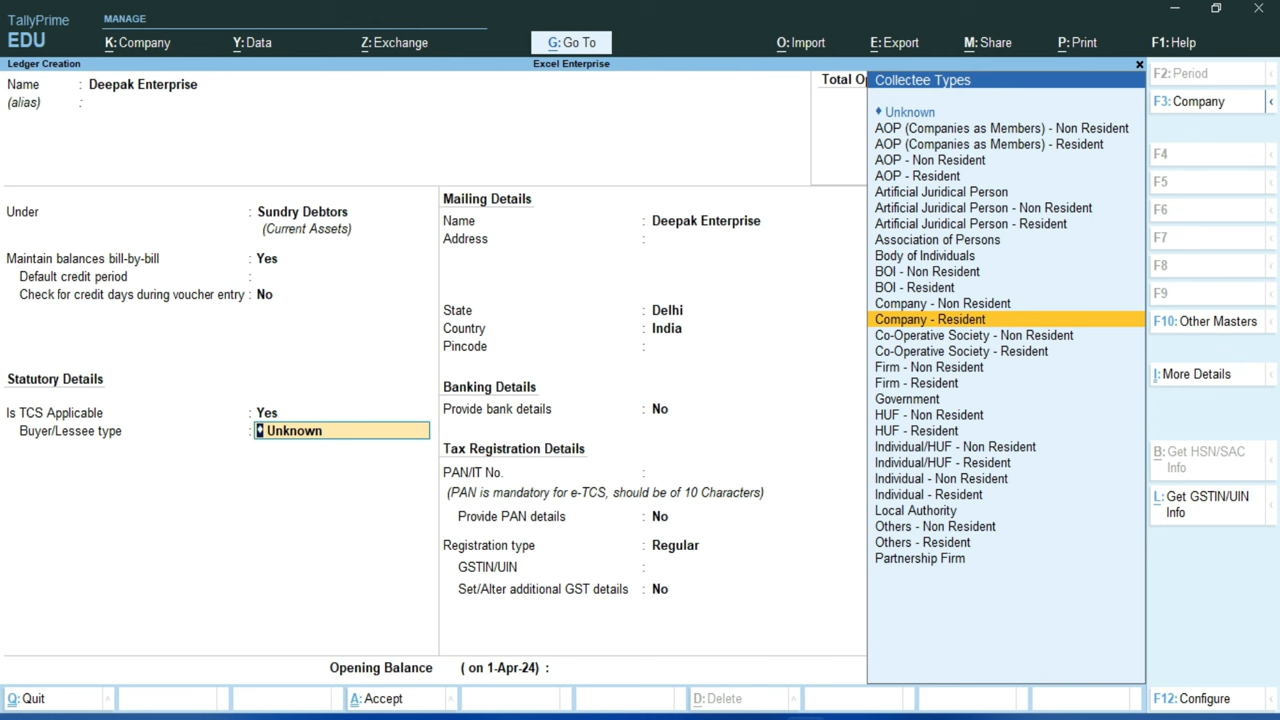 TallyPrime
EDU
MANAGE
K: Company
Y: Data
Z: Exchange
G: Go To
O: Import
E: Export
M: Share
P: Print
F1: Help
Ledger Creation
Excel Enterprise
Name : Deepak Enterprise
(alias) :
Total Op
Under : Sundry Debtors
(Current Assets)
Maintain balances bill-by-bill : Yes
Default credit period :
Check for credit days during voucher entry : No
Statutory Details
Is TCS Applicable : Yes
Buyer/Lessee type : Unknown
Mailing Details
Name : Deepak Enterprise
Address :
State : Delhi
Country : India
Pincode :
Banking Details
Provide bank details : No
Tax Registration Details
PAN/IT No. :
(PAN is mandatory for e-TCS, should be of 10 Characters)
Provide PAN details : No
Registration type : Regular
GSTIN/UIN :
Set/Alter additional GST details : No
Opening Balance ( on 1-Apr-24) :
Collectee Types
Unknown
AOP (Companies as Members) - Non Resident
AOP (Companies as Members) - Resident
AOP - Non Resident
AOP - Resident
Artificial Juridical Person
Artificial Juridical Person - Non Resident
Artificial Juridical Person - Resident
Association of Persons
Body of Individuals
BOI - Non Resident
BOI - Resident
Company - Non Resident
Company - Resident
Co-Operative Society - Non Resident
Co-Operative Society - Resident
Firm - Non Resident
Firm - Resident
Government
HUF - Non Resident
HUF - Resident
Individual/HUF - Non Resident
Individual/HUF - Resident
Individual - Non Resident
Individual - Resident
Local Authority
Others - Non Resident
Others - Resident
Partnership Firm
F2: Period
F3: Company
F4
F5
F6
F7
F8
F9
F10: Other Masters
I: More Details
B: Get HSN/SAC
Info
L: Get GSTIN/UIN
Info
Q: Quit
A: Accept
D: Delete
F12: Configure